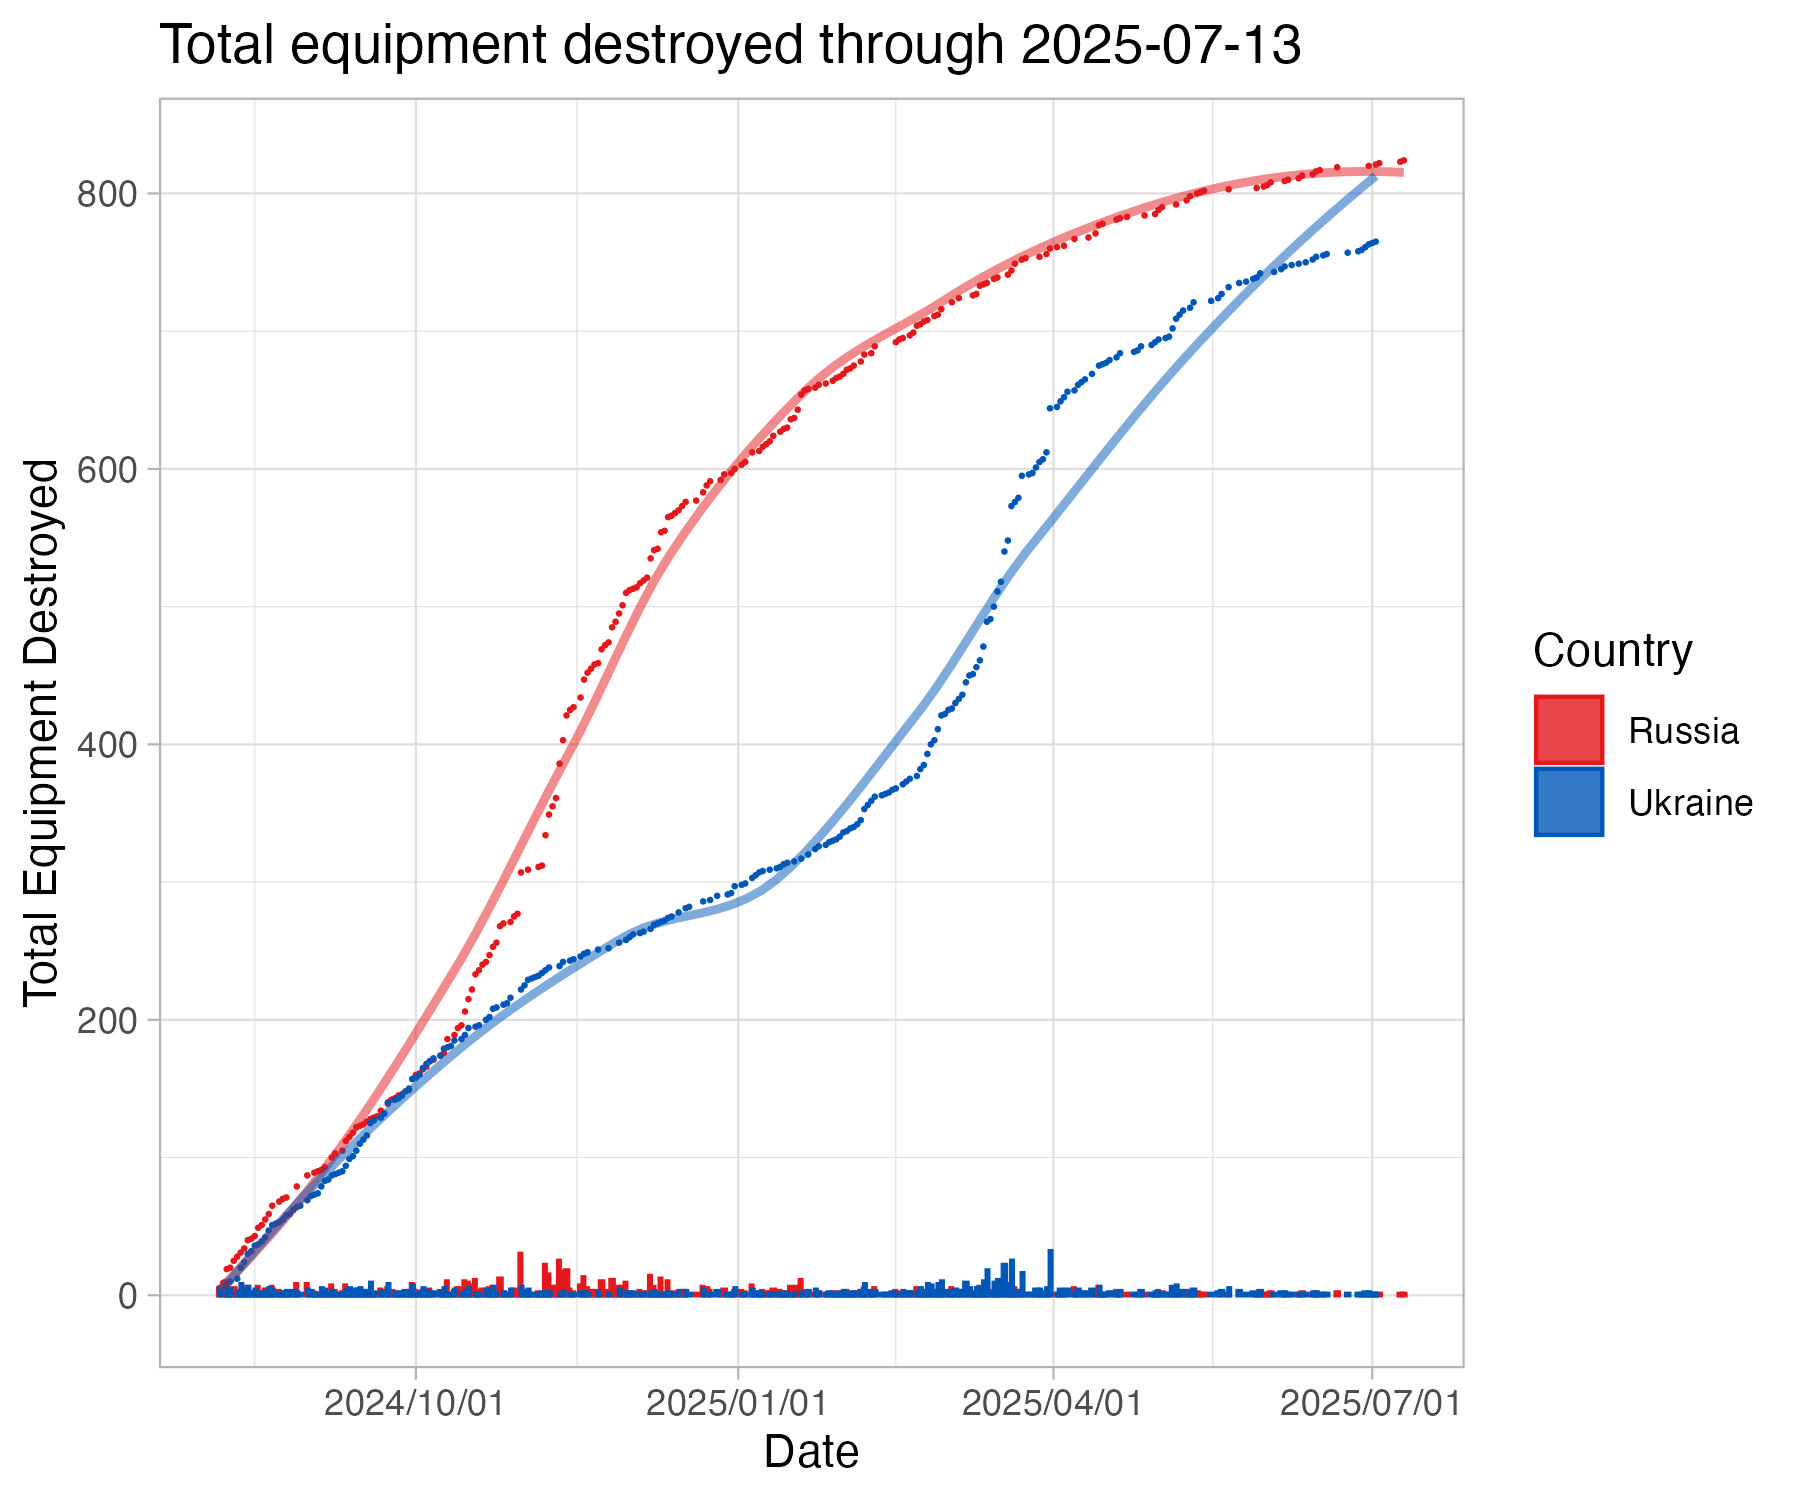 Total equipment destroyed through 2025-07-13
Total Equipment Destroyed
800
600
400
200
0
2024/10/01
2025/01/01
2025/04/01
2025/07/01
Date
Country
Russia
Ukraine